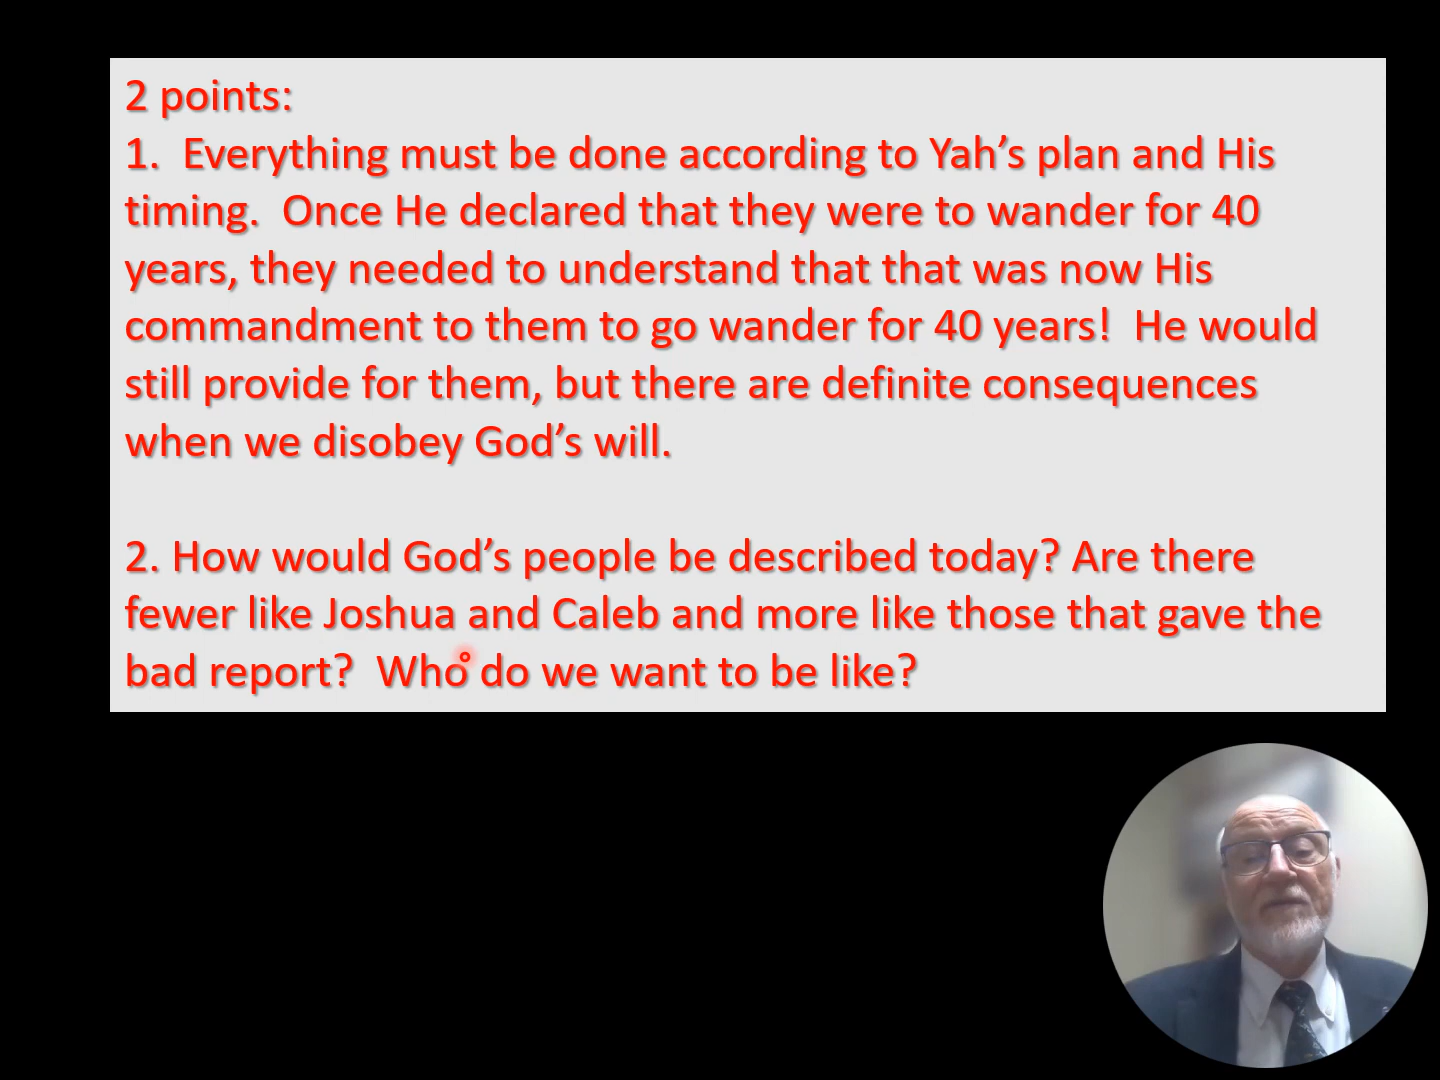 2 points:
1.  Everything must be done according to Yah’s plan and His
timing.  Once He declared that they were to wander for 40
years, they needed to understand that that was now His
commandment to them to go wander for 40 years!  He would
still provide for them, but there are definite consequences
when we disobey God’s will.
2. How would God’s people be described today? Are there
fewer like Joshua and Caleb and more like those that gave the
bad report?  Who do we want to be like?